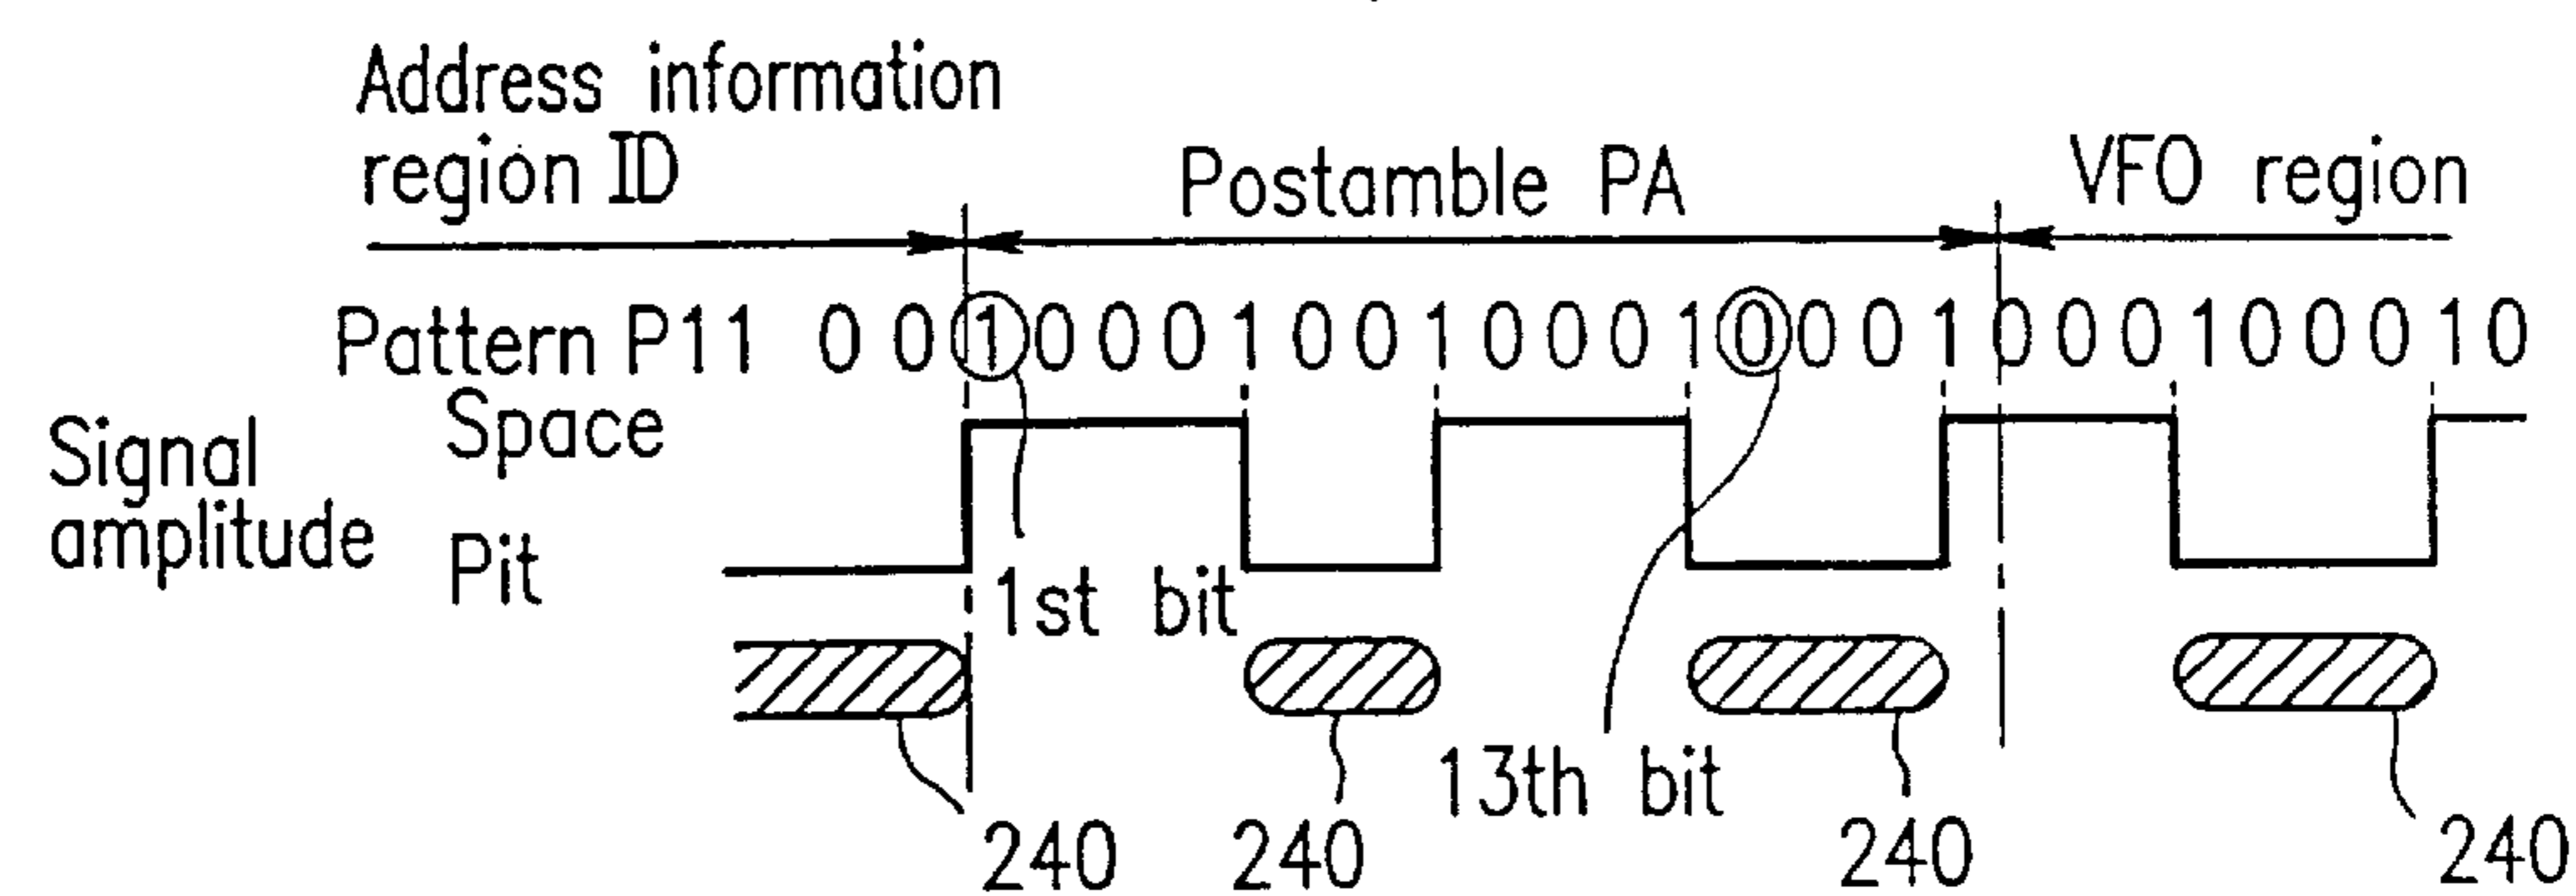 Address information
region ID
Postamble PA
VFO region
Pattern P11 0 0 1 0 0 0 1 0 0 1 0 0 0 1 0 0 0 1 0 0 0 1 0 0 0 1 0
Space
Signal
amplitude
Pit
1st bit
13th bit
240 240 240 240